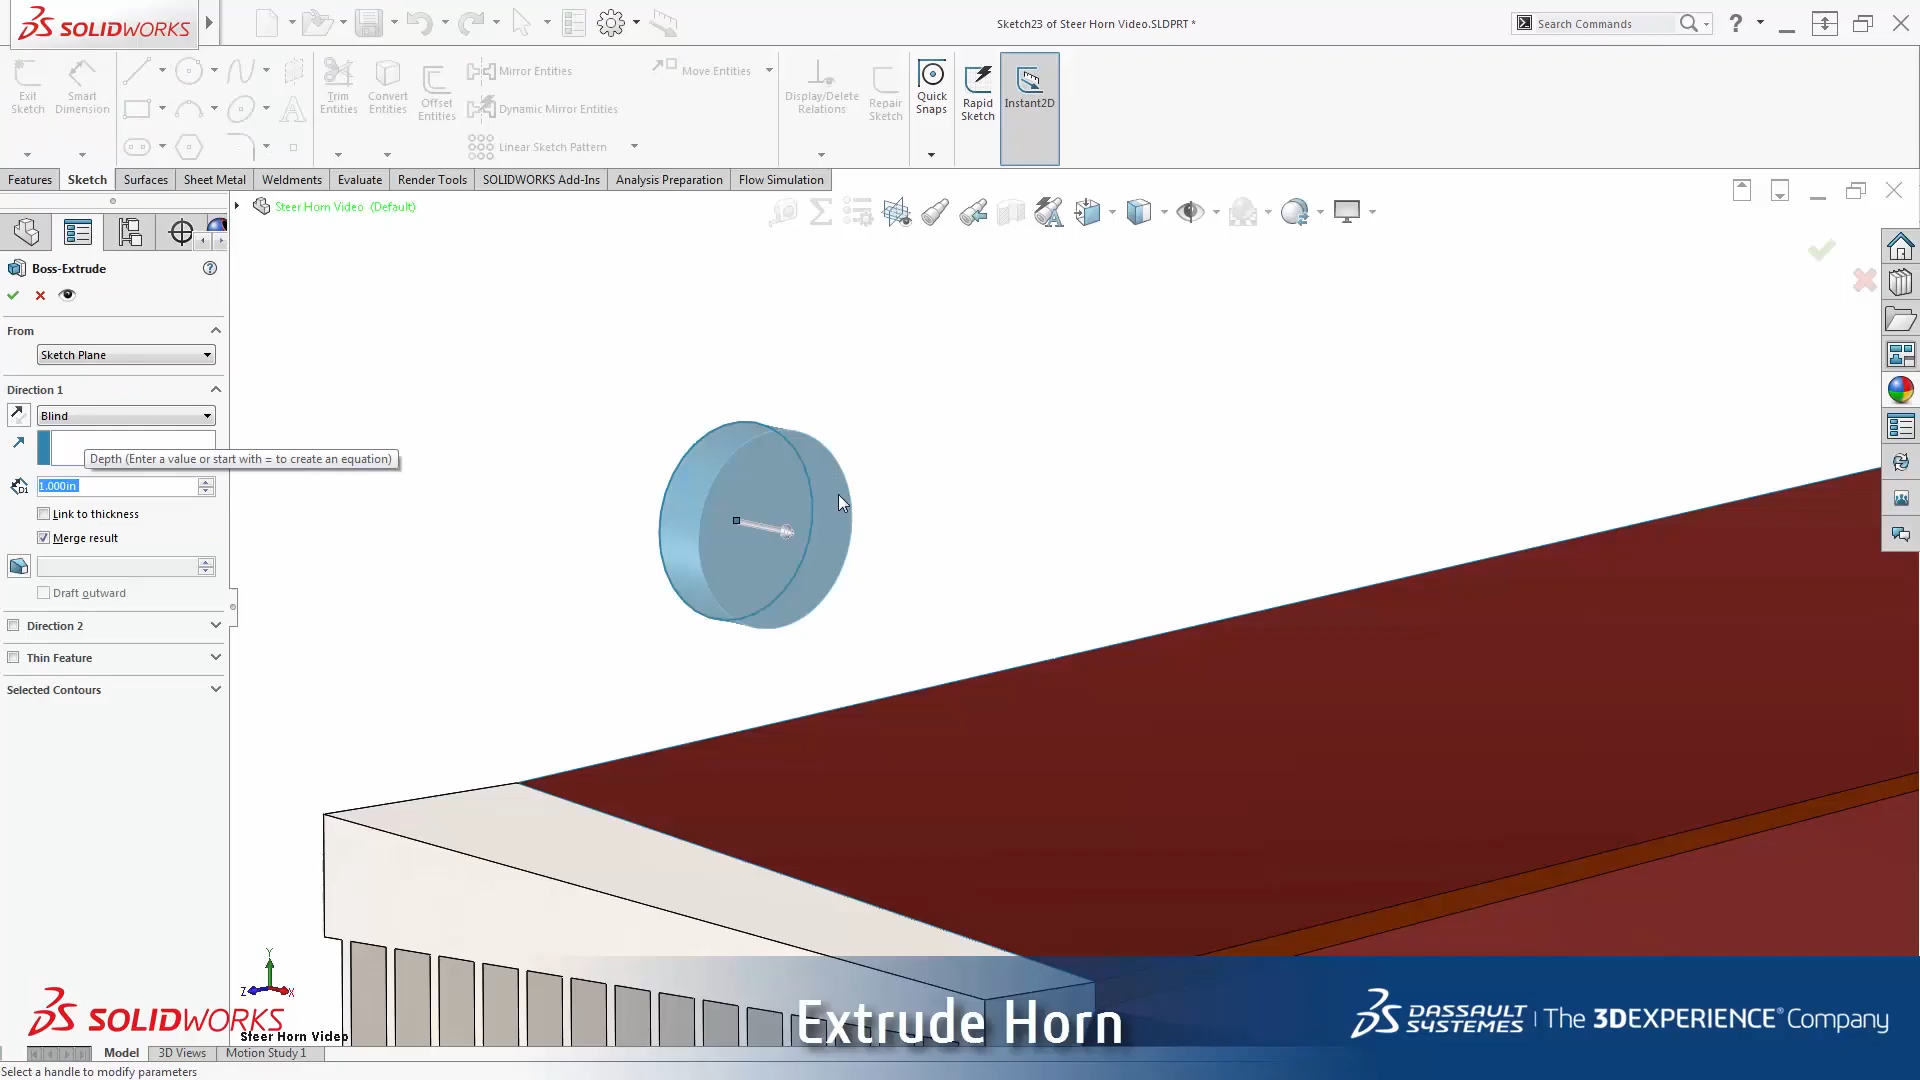 SOLIDWORKS
Sketch23 of Steer Horn Video.SLDPRT *
Search Commands
?
Exit Sketch
Smart Dimension
Trim Entities
Convert Entities
Offset Entities
Mirror Entities
Dynamic Mirror Entities
Linear Sketch Pattern
Move Entities
Display/Delete Relations
Repair Sketch
Quick Snaps
Rapid Sketch
Instant2D
Features
Sketch
Surfaces
Sheet Metal
Weldments
Evaluate
Render Tools
SOLIDWORKS Add-Ins
Analysis Preparation
Flow Simulation
Steer Horn Video (Default)
Boss-Extrude
?
From
Sketch Plane
Direction 1
Blind
Depth (Enter a value or start with = to create an equation)
D1
1.000in
Link to thickness
Merge result
Draft outward
Direction 2
Thin Feature
Selected Contours
Y
Z
X
SOLIDWORKS
Steer Horn Video
Extrude Horn
DASSAULT SYSTEMES | The 3DEXPERIENCE® Company
Model
3D Views
Motion Study 1
Select a handle to modify parameters